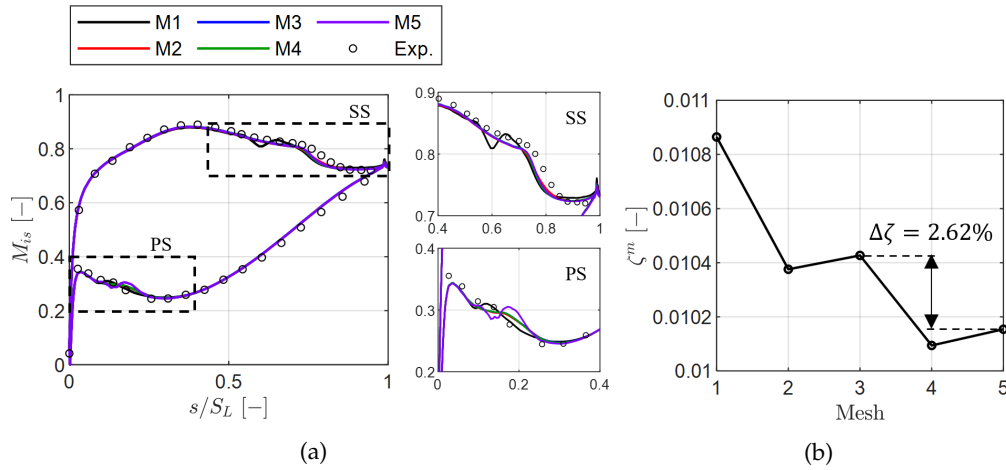 M1 M3 M5
M2 M4 Exp.
1
0.8
0.6
0.4
0.2
0
0 0.5 1
M_is [−]
s/S_L [−]
SS
PS
0.9
0.8
0.7
0.4 0.6 0.8 1
SS
0.4
0.3
0.2
0 0.2 0.4
PS
(a)
0.011
0.0108
0.0106
0.0104
0.0102
0.01
1 2 3 4 5
ζ^m [−]
Mesh
Δζ = 2.62%
(b)